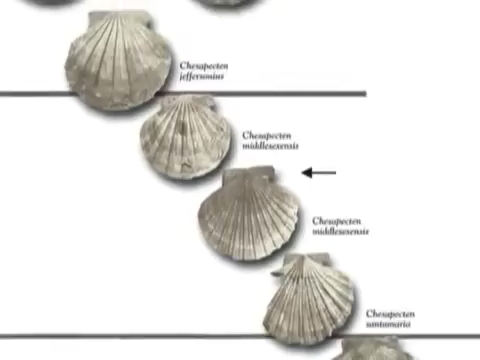 Chesapecten
jeffersonius
Chesapecten
middlesexensis
Chesapecten
middlesexensis
Chesapecten
santamaria